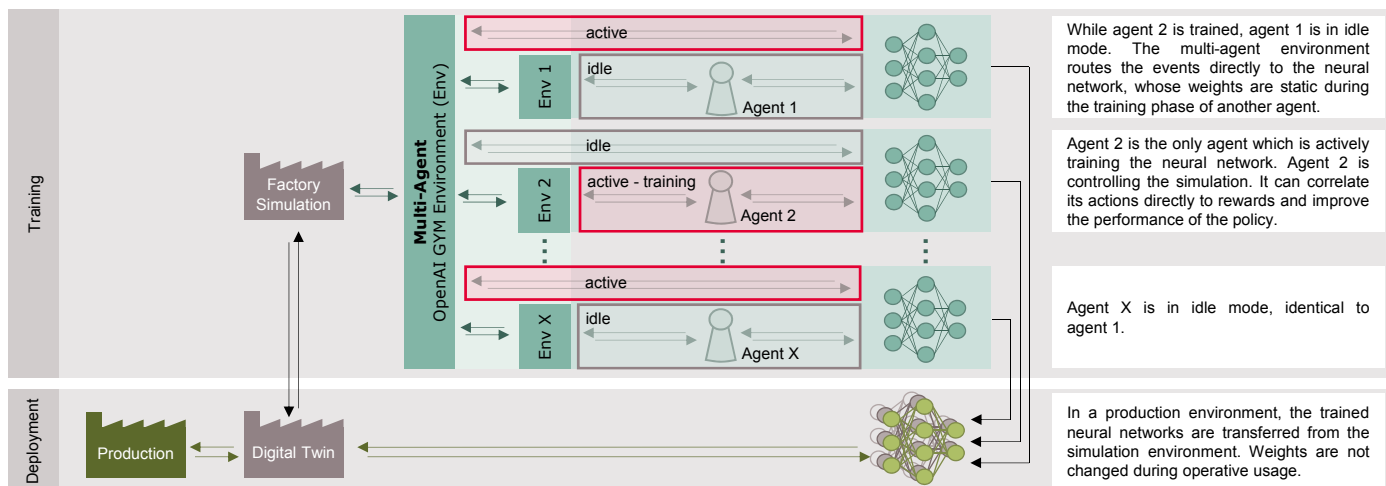 Training
Factory
Simulation
Multi-Agent
OpenAI GYM Environment (Env)
active
Env 1
idle
Agent 1
While agent 2 is trained, agent 1 is in idle
mode. The multi-agent environment
routes the events directly to the neural
network, whose weights are static during
the training phase of another agent.
idle
Env 2
active - training
Agent 2
Agent 2 is the only agent which is actively
training the neural network. Agent 2 is
controlling the simulation. It can correlate
its actions directly to rewards and improve
the performance of the policy.
active
Env X
idle
Agent X
Agent X is in idle mode, identical to
agent 1.
Deployment
Production
Digital Twin
In a production environment, the trained
neural networks are transferred from the
simulation environment. Weights are not
changed during operative usage.